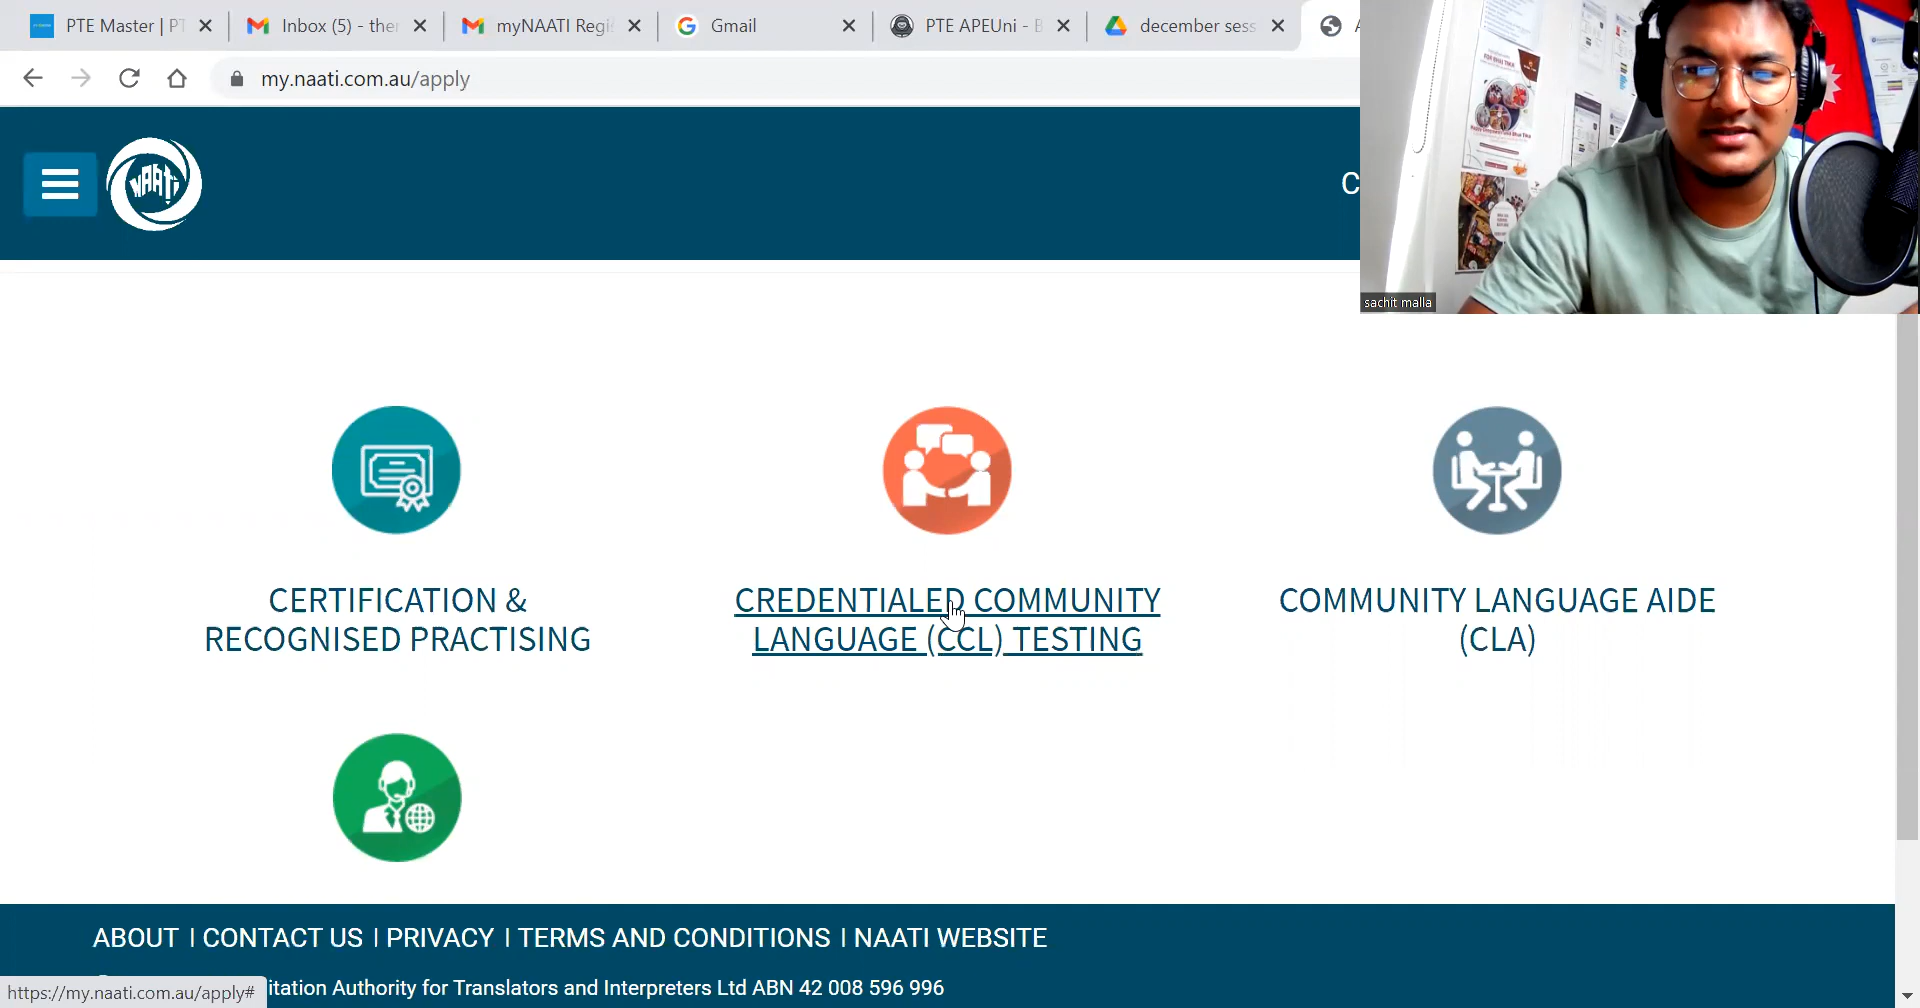 PTE Master | PT
Inbox (5) - ther
myNAATI Regi
Gmail
PTE APEUni - B
december sess
my.naati.com.au/apply
NAATI
C
sachit malla
CERTIFICATION &
RECOGNISED PRACTISING
CREDENTIALED COMMUNITY
LANGUAGE (CCL) TESTING
COMMUNITY LANGUAGE AIDE
(CLA)
ABOUT | CONTACT US | PRIVACY | TERMS AND CONDITIONS | NAATI WEBSITE
https://my.naati.com.au/apply#
itation Authority for Translators and Interpreters Ltd ABN 42 008 596 996